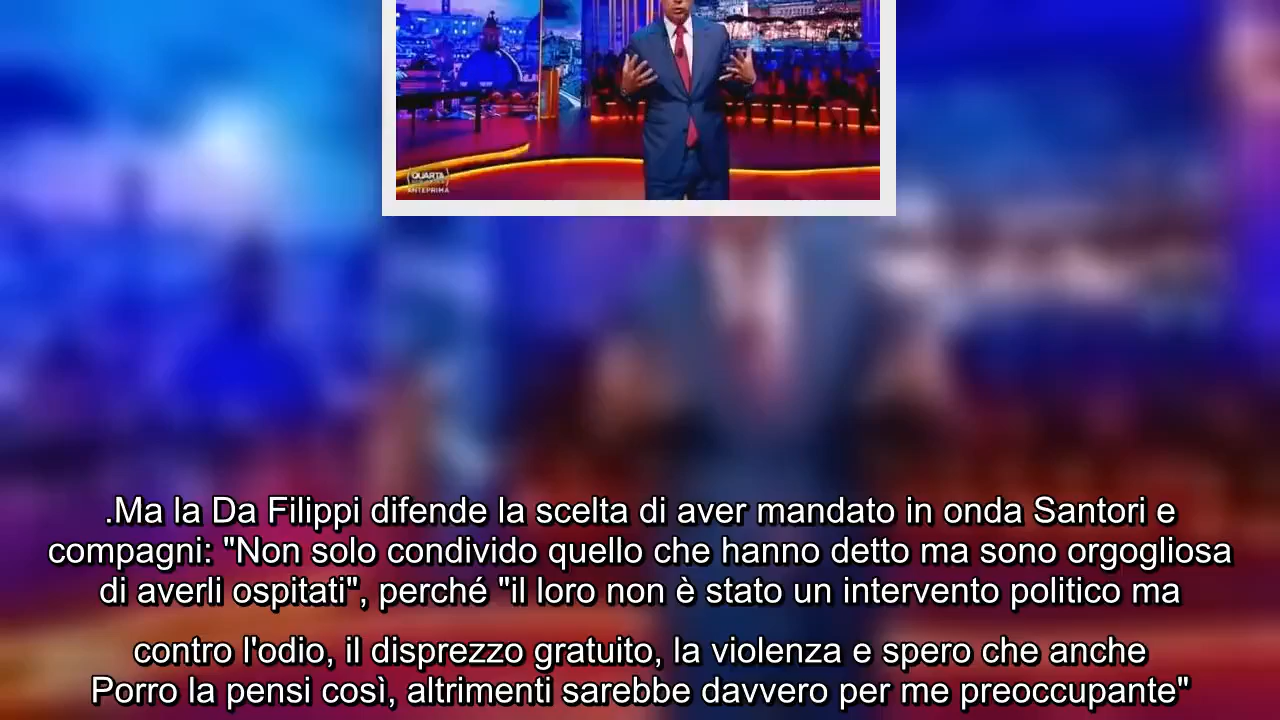 QUARTA
ANTEPRIMA
.Ma la Da Filippi difende la scelta di aver mandato in onda Santori e
compagni: "Non solo condivido quello che hanno detto ma sono orgogliosa
di averli ospitati", perché "il loro non è stato un intervento politico ma
contro l'odio, il disprezzo gratuito, la violenza e spero che anche
Porro la pensi così, altrimenti sarebbe davvero per me preoccupante"